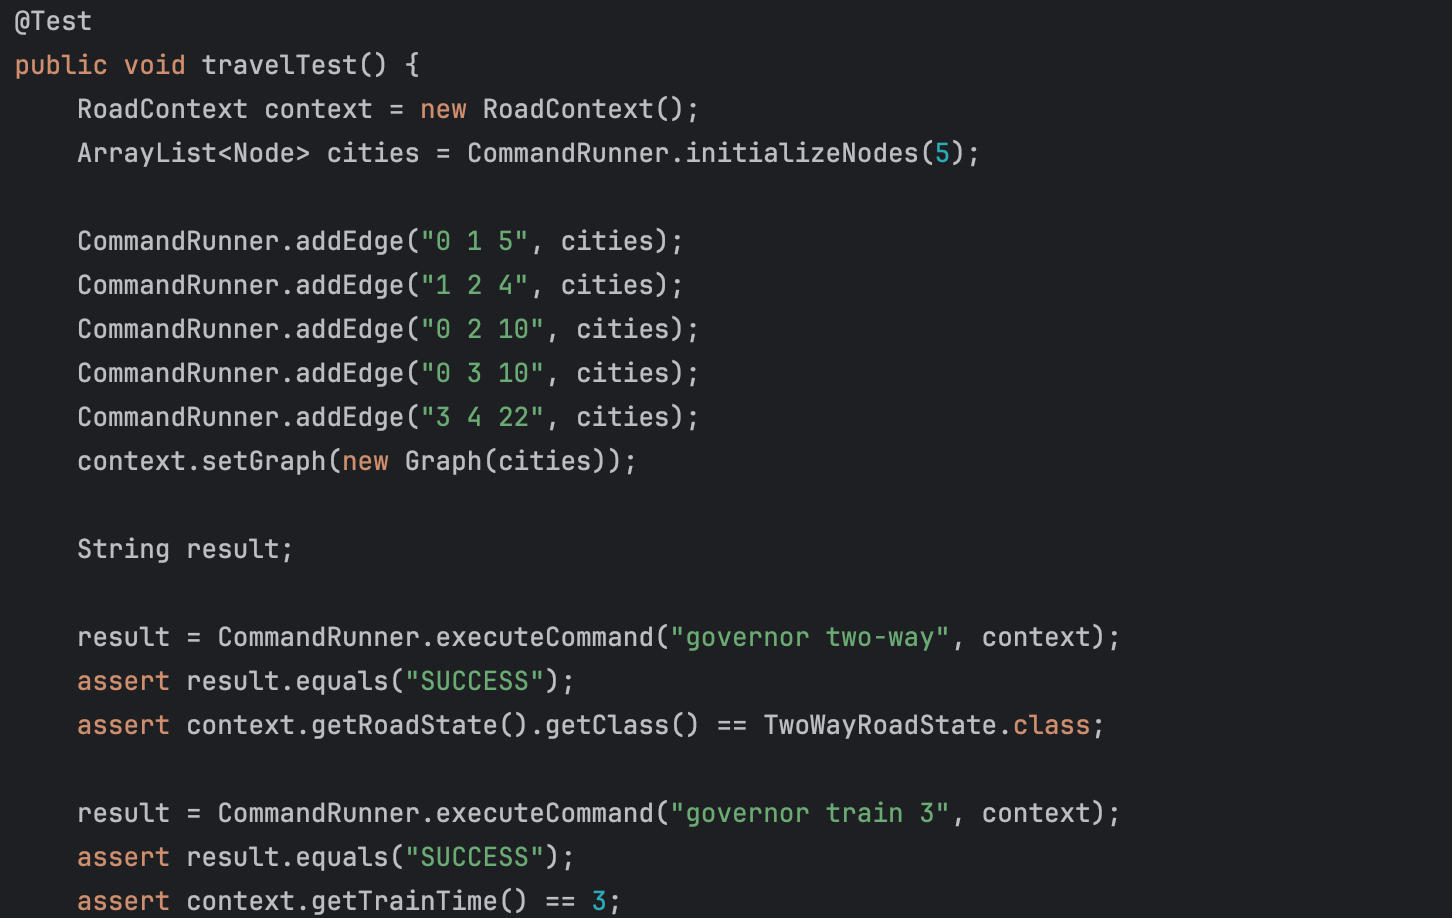 @Test
public void travelTest() {
    RoadContext context = new RoadContext();
    ArrayList<Node> cities = CommandRunner.initializeNodes(5);

    CommandRunner.addEdge("0 1 5", cities);
    CommandRunner.addEdge("1 2 4", cities);
    CommandRunner.addEdge("0 2 10", cities);
    CommandRunner.addEdge("0 3 10", cities);
    CommandRunner.addEdge("3 4 22", cities);
    context.setGraph(new Graph(cities));

    String result;

    result = CommandRunner.executeCommand("governor two-way", context);
    assert result.equals("SUCCESS");
    assert context.getRoadState().getClass() == TwoWayRoadState.class;

    result = CommandRunner.executeCommand("governor train 3", context);
    assert result.equals("SUCCESS");
    assert context.getTrainTime() == 3;